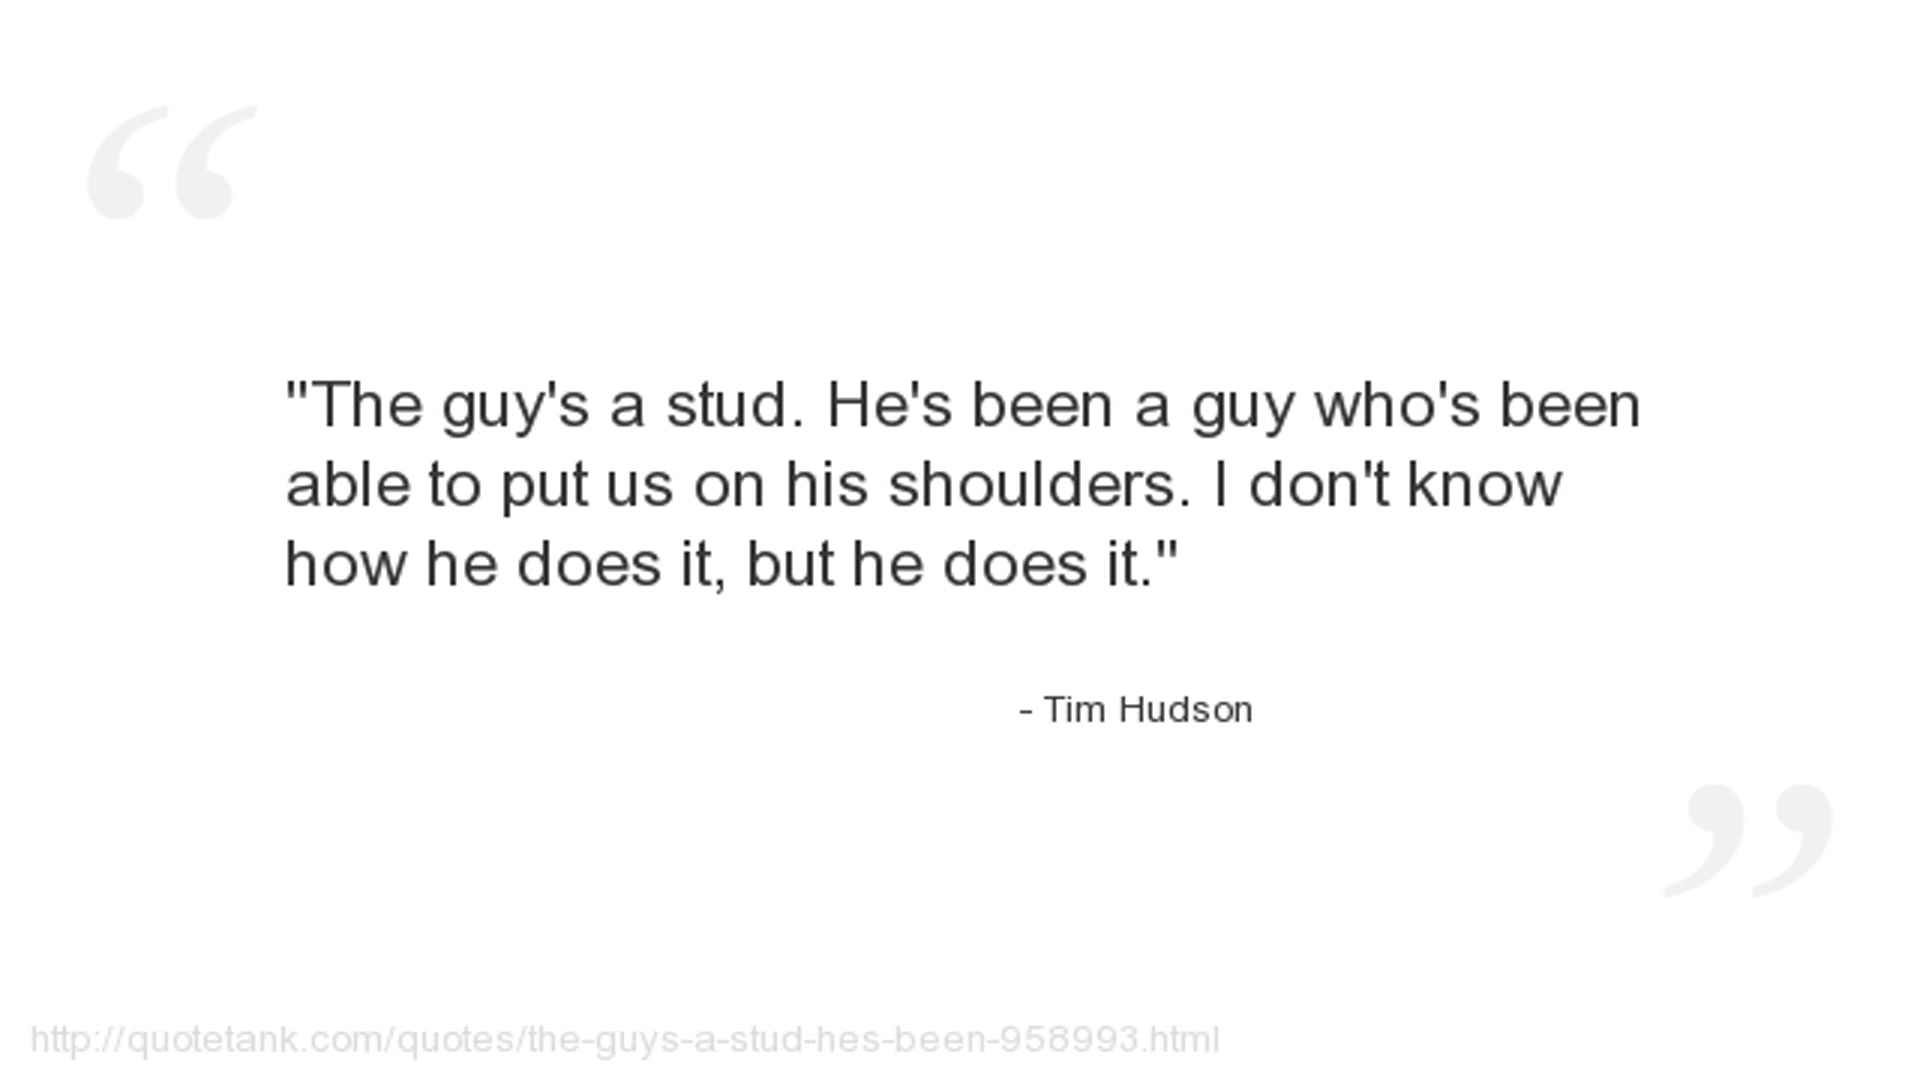 "The guy's a stud. He's been a guy who's been
able to put us on his shoulders. I don't know
how he does it, but he does it."
- Tim Hudson
http://quotetank.com/quotes/the-guys-a-stud-hes-been-958993.html